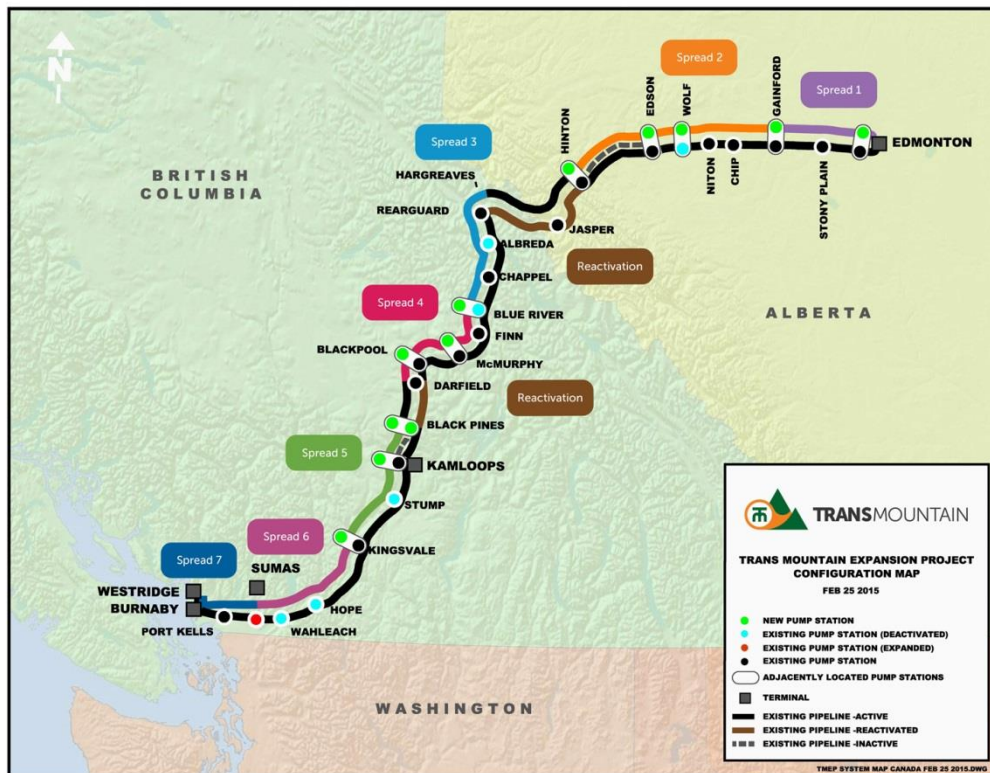 N
Spread 2
EDSON
WOLF
GAINFORD
Spread 1
HINTON
EDMONTON
NITON
CHIP
STONY PLAIN
Spread 3
HARGREAVES
BRITISH
COLUMBIA
REARGUARD
JASPER
ALBREDA
Reactivation
CHAPPEL
Spread 4
BLUE RIVER
ALBERTA
FINN
BLACKPOOL
McMURPHY
DARFIELD
Reactivation
BLACK PINES
Spread 5
KAMLOOPS
STUMP
Spread 6
KINGSVALE
Spread 7
SUMAS
WESTRIDGE
BURNABY
HOPE
PORT KELLS
WAHLEACH
WASHINGTON
TRANSMOUNTAIN
TRANS MOUNTAIN EXPANSION PROJECT
CONFIGURATION MAP
FEB 25 2015
NEW PUMP STATION
EXISTING PUMP STATION (DEACTIVATED)
EXISTING PUMP STATION (EXPANDED)
EXISTING PUMP STATION
ADJACENTLY LOCATED PUMP STATIONS
TERMINAL
EXISTING PIPELINE -ACTIVE
EXISTING PIPELINE -REACTIVATED
EXISTING PIPELINE -INACTIVE
TMEP SYSTEM MAP CANADA FEB 25 2015.DWG